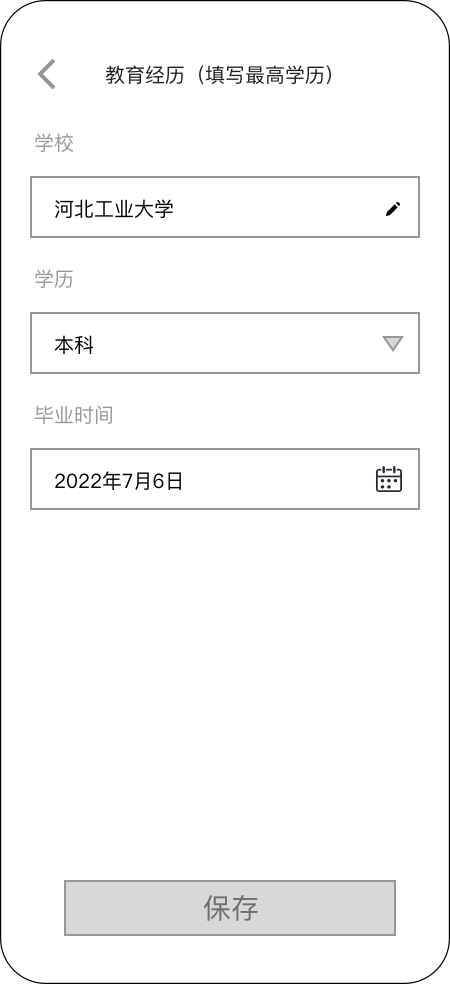 教育经历（填写最高学历）
学校
河北工业大学
学历
本科
毕业时间
2022年7月6日
保存